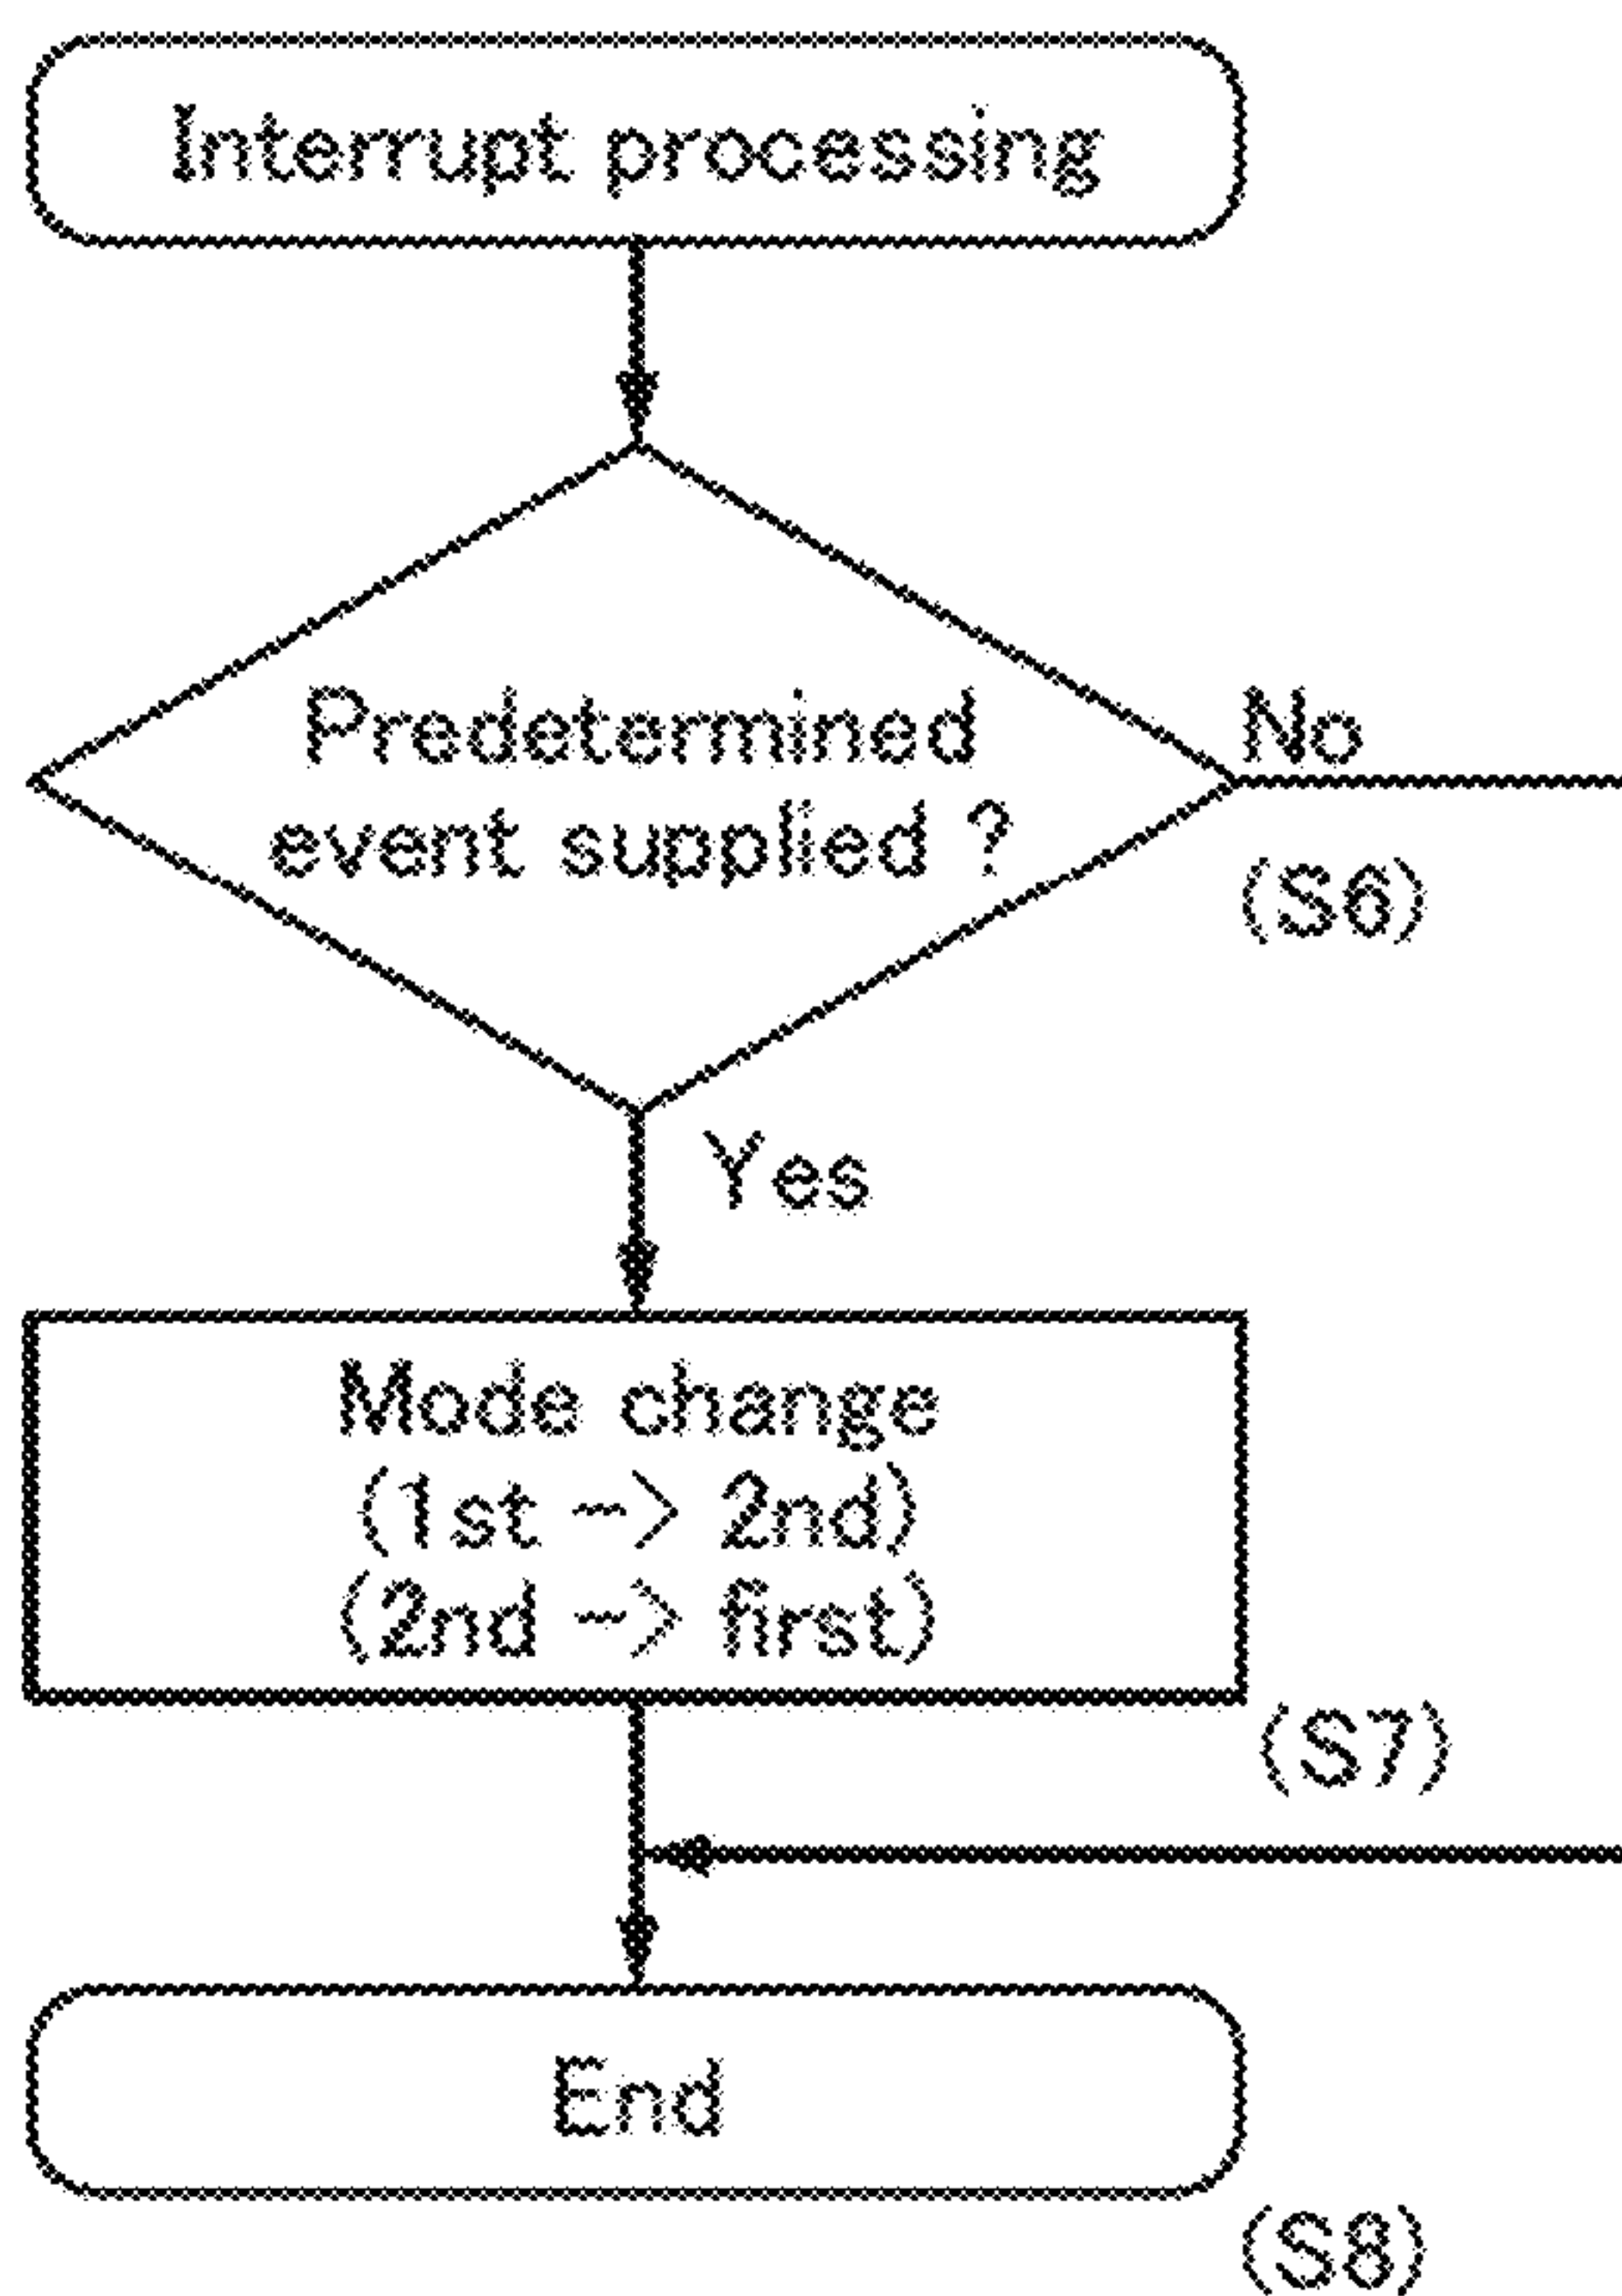 Interrupt processing
Predetermined
event supplied ?
No
(S6)
Yes
Mode change
(1st -> 2nd)
(2nd -> first)
(S7)
End
(S8)